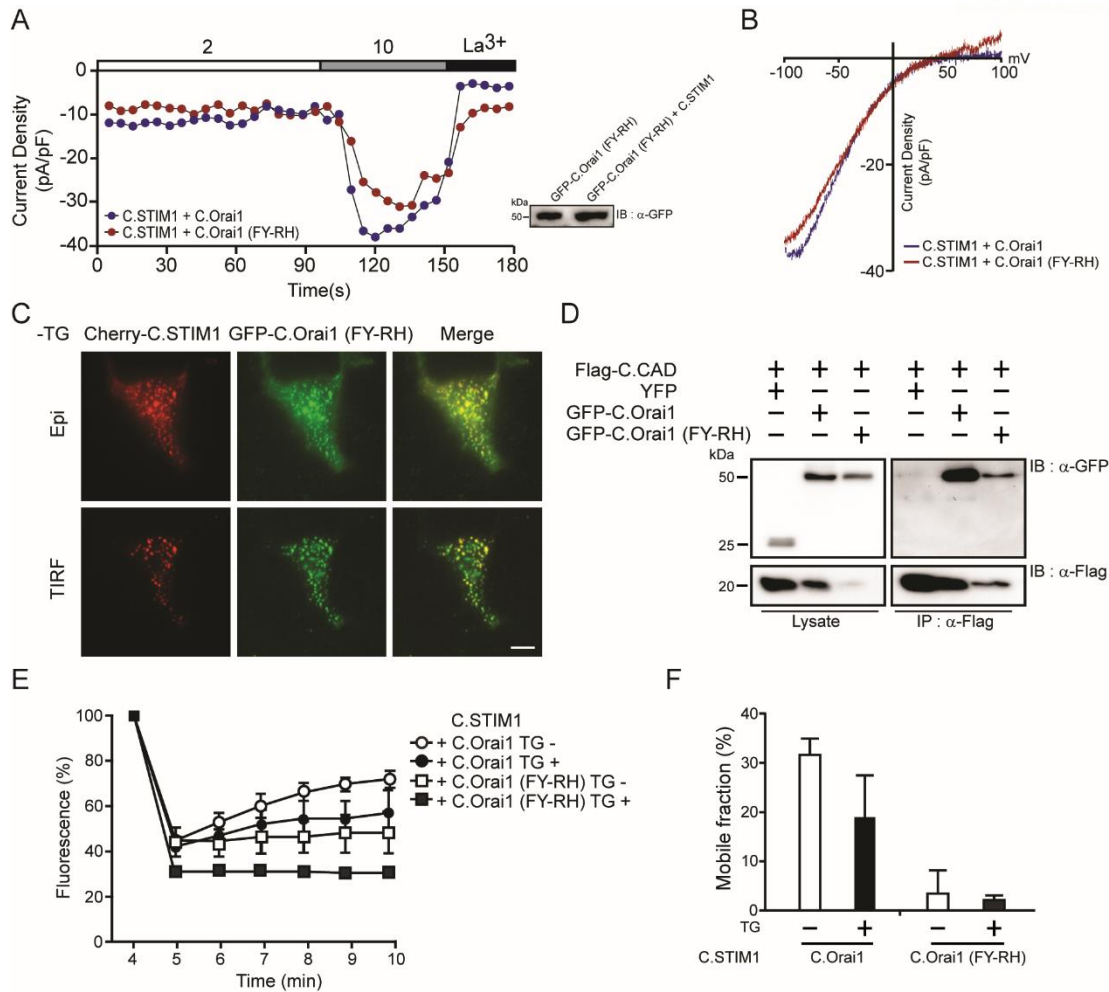 A
2
10
La3+
0
-10
-20
-30
-40
Current Density
(pA/pF)
C.STIM1 + C.Orai1
C.STIM1 + C.Orai1 (FY-RH)
0
30
60
90
120
150
180
Time(s)
GFP-C.Orai1 (FY-RH)
GFP-C.Orai1 (FY-RH) + C.STIM1
kDa
50
IB : α-GFP
B
-100
-50
50
100
mV
-20
-40
Current Density
(pA/pF)
C.STIM1 + C.Orai1
C.STIM1 + C.Orai1 (FY-RH)
C
-TG Cherry-C.STIM1 GFP-C.Orai1 (FY-RH) Merge
Epi
TIRF
D
Flag-C.CAD + + + + + +
YFP + – – + – –
GFP-C.Orai1 – + – – + –
GFP-C.Orai1 (FY-RH) – – + – – +
kDa
50
25
20
IB : α-GFP
IB : α-Flag
Lysate
IP : α-Flag
E
100
80
60
40
20
0
Fluorescence (%)
4 5 6 7 8 9 10
Time (min)
C.STIM1
+ C.Orai1 TG -
+ C.Orai1 TG +
+ C.Orai1 (FY-RH) TG -
+ C.Orai1 (FY-RH) TG +
F
40
30
20
10
0
Mobile fraction (%)
TG – + – +
C.STIM1 C.Orai1 C.Orai1 (FY-RH)